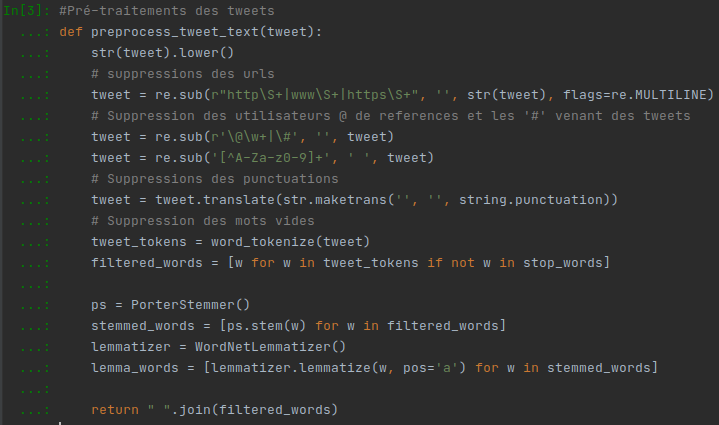 In[3]: #Pré-traitements des tweets
...: def preprocess_tweet_text(tweet):
...:     str(tweet).lower()
...:     # suppressions des urls
...:     tweet = re.sub(r"http\S+|www\S+|https\S+", '', str(tweet), flags=re.MULTILINE)
...:     # Suppression des utilisateurs @ de references et les '#' venant des tweets
...:     tweet = re.sub(r'\@\w+|\#', '', tweet)
...:     tweet = re.sub('[^A-Za-z0-9]+', ' ', tweet)
...:     # Suppressions des punctuations
...:     tweet = tweet.translate(str.maketrans('', '', string.punctuation))
...:     # Suppression des mots vides
...:     tweet_tokens = word_tokenize(tweet)
...:     filtered_words = [w for w in tweet_tokens if not w in stop_words]
...:
...:     ps = PorterStemmer()
...:     stemmed_words = [ps.stem(w) for w in filtered_words]
...:     lemmatizer = WordNetLemmatizer()
...:     lemma_words = [lemmatizer.lemmatize(w, pos='a') for w in stemmed_words]
...:
...:     return " ".join(filtered_words)